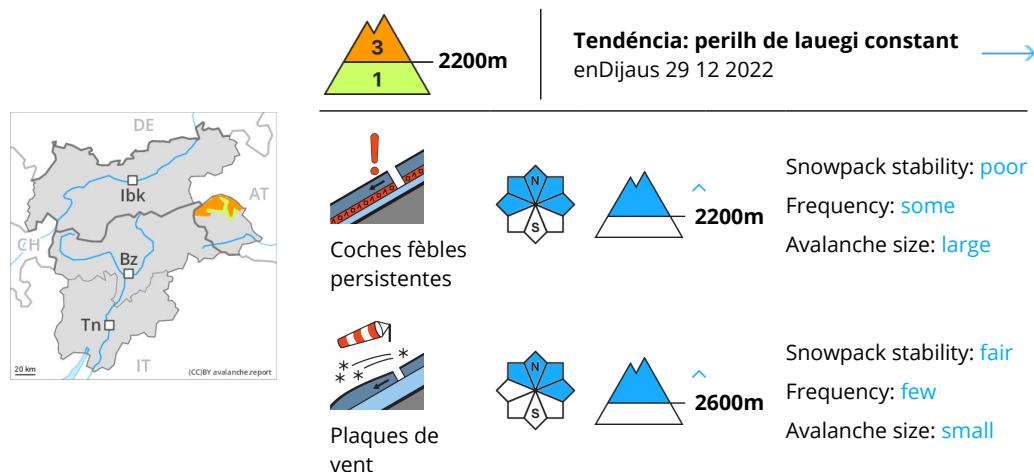 3
1
2200m
Tendéncia: perilh de lauegi constant
enDijaus 29 12 2022
DE
AT
Ibk
CH
Bz
Tn
IT
20 km
(CC)BY avalanche.report
Coches fèbles
persistentes
N
S
2200m
Snowpack stability: poor
Frequency: some
Avalanche size: large
Plaques de
vent
N
S
2600m
Snowpack stability: fair
Frequency: few
Avalanche size: small